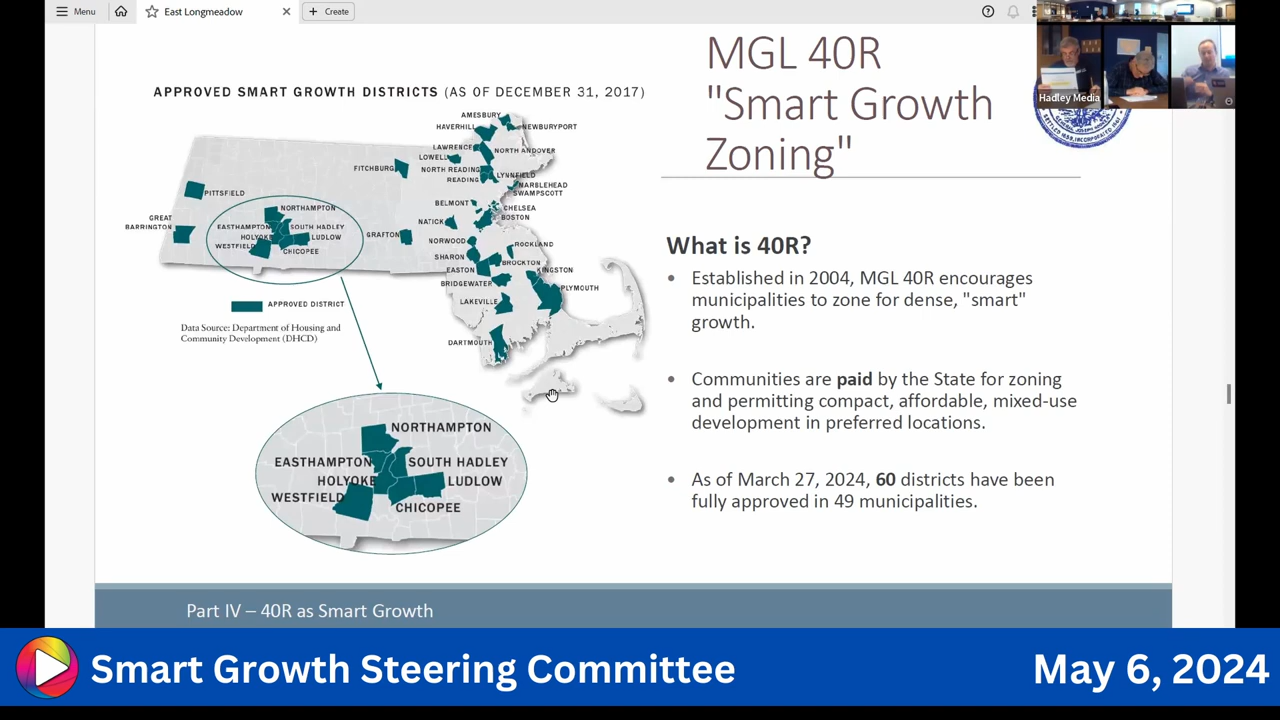 Menu
East Longmeadow
Create
Hadley Media
MGL 40R
"Smart Growth
Zoning"
APPROVED SMART GROWTH DISTRICTS (AS OF DECEMBER 31, 2017)
AMESBURY
HAVERHILL
NEWBURYPORT
LAWRENCE
NORTH ANDOVER
LOWELL
FITCHBURG
NORTH READING
LYNNFIELD
READING
MARBLEHEAD
SWAMPSCOTT
PITTSFIELD
BELMONT
CHELSEA
NORTHAMPTON
BOSTON
GREAT
BARRINGTON
NATICK
EASTHAMPTON
SOUTH HADLEY
HOLYOKE
LUDLOW
GRAFTON
NORWOOD
WESTFIELD
ROCKLAND
CHICOPEE
SHARON
BROCKTON
EASTON
KINGSTON
BRIDGEWATER
PLYMOUTH
LAKEVILLE
APPROVED DISTRICT
Data Source: Department of Housing and
Community Development (DHCD)
DARTMOUTH
NORTHAMPTON
EASTHAMPTON
SOUTH HADLEY
HOLYOKE
LUDLOW
WESTFIELD
CHICOPEE
What is 40R?
• Established in 2004, MGL 40R encourages
municipalities to zone for dense, "smart"
growth.
• Communities are paid by the State for zoning
and permitting compact, affordable, mixed-use
development in preferred locations.
• As of March 27, 2024, 60 districts have been
fully approved in 49 municipalities.
Part IV – 40R as Smart Growth
Smart Growth Steering Committee
May 6, 2024